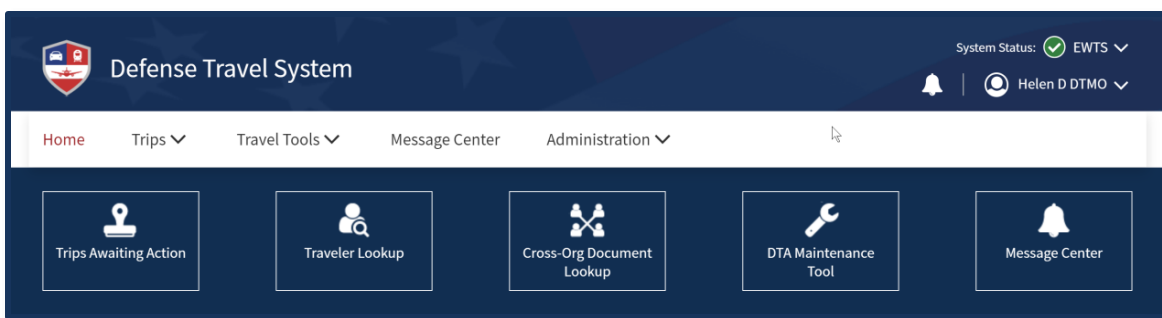 System Status: EWTS
Defense Travel System
Helen D DTMO
Home Trips Travel Tools Message Center Administration
Trips Awaiting Action
Traveler Lookup
Cross-Org Document
Lookup
DTA Maintenance
Tool
Message Center